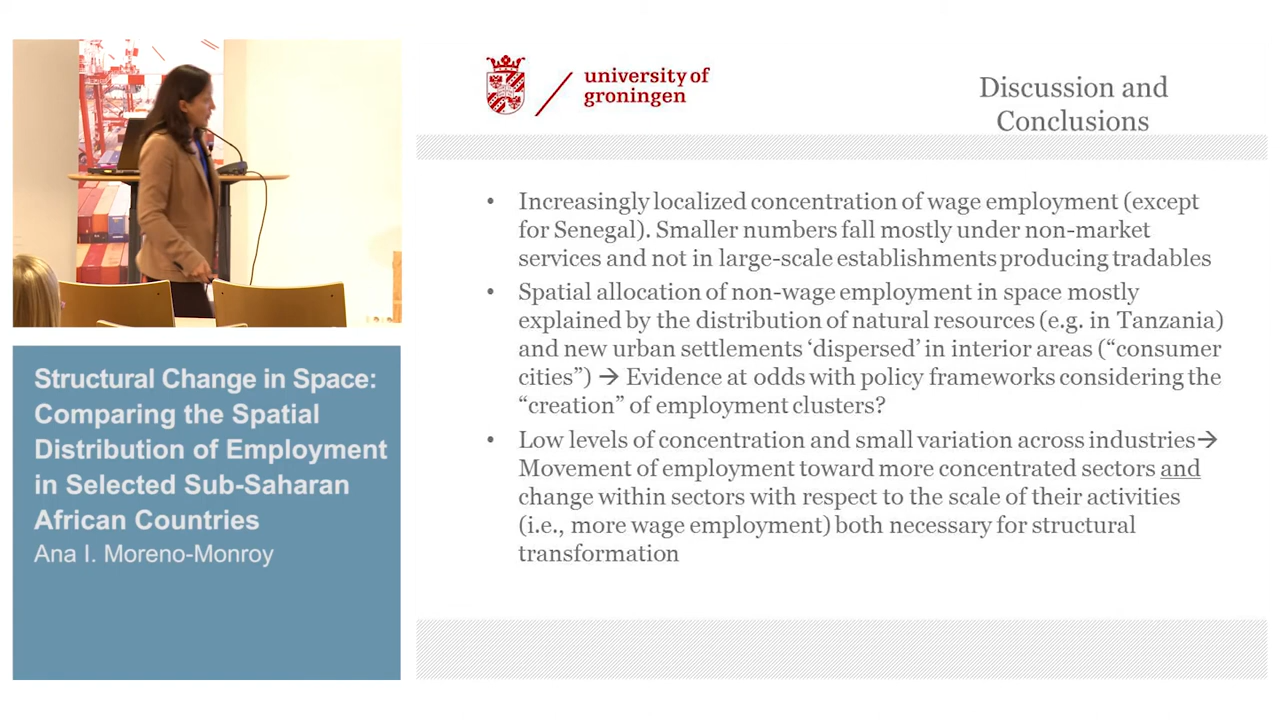 university of
groningen
Discussion and
Conclusions
• Increasingly localized concentration of wage employment (except
for Senegal). Smaller numbers fall mostly under non-market
services and not in large-scale establishments producing tradables
• Spatial allocation of non-wage employment in space mostly
explained by the distribution of natural resources (e.g. in Tanzania)
and new urban settlements ‘dispersed’ in interior areas (“consumer
cities”) → Evidence at odds with policy frameworks considering the
“creation” of employment clusters?
• Low levels of concentration and small variation across industries→
Movement of employment toward more concentrated sectors and
change within sectors with respect to the scale of their activities
(i.e., more wage employment) both necessary for structural
transformation
Structural Change in Space:
Comparing the Spatial
Distribution of Employment
in Selected Sub-Saharan
African Countries
Ana I. Moreno-Monroy